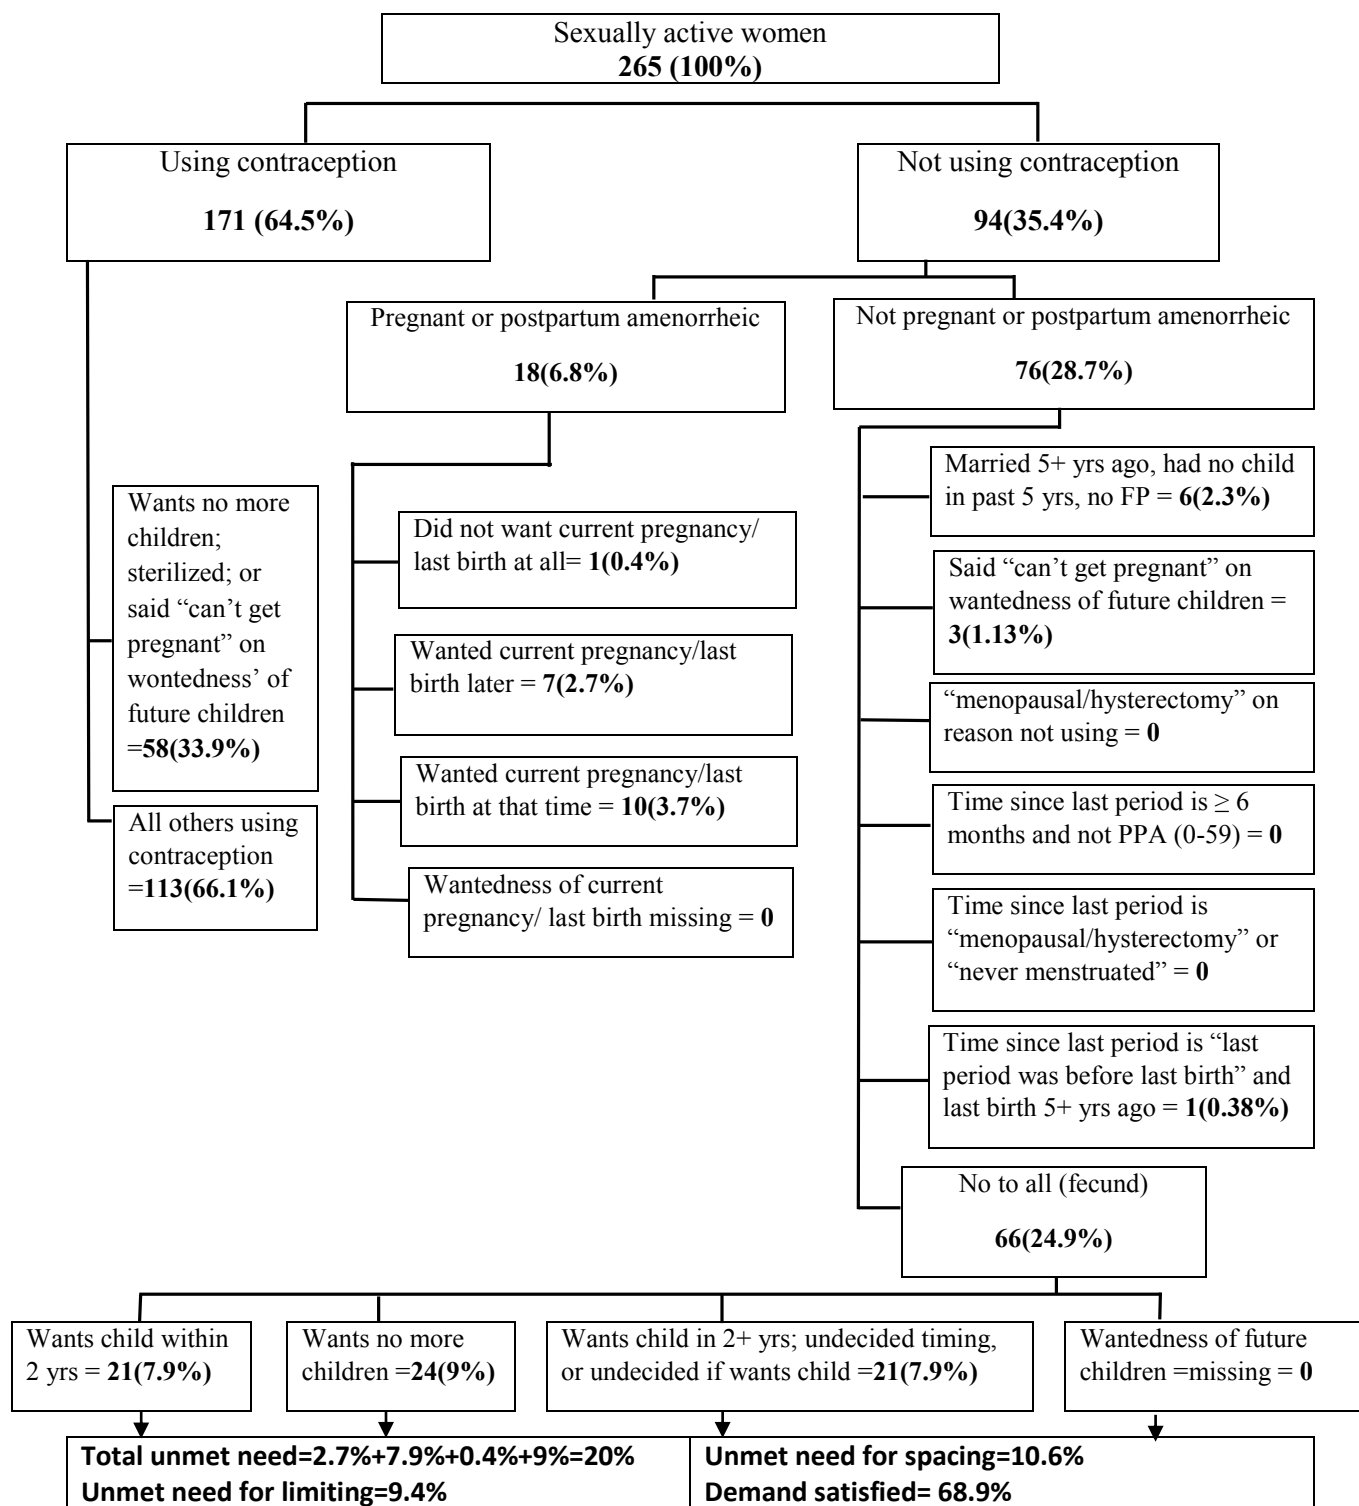 Sexually active women
265 (100%)
Using contraception
171 (64.5%)
Not using contraception
94(35.4%)
Pregnant or postpartum amenorrheic
18(6.8%)
Not pregnant or postpartum amenorrheic
76(28.7%)
Wants no more
children;
sterilized; or
said “can’t get
pregnant” on
wontedness’ of
future children
=58(33.9%)
All others using
contraception
=113(66.1%)
Did not want current pregnancy/
last birth at all= 1(0.4%)
Wanted current pregnancy/last
birth later = 7(2.7%)
Wanted current pregnancy/last
birth at that time = 10(3.7%)
Wantedness of current
pregnancy/ last birth missing = 0
Married 5+ yrs ago, had no child
in past 5 yrs, no FP = 6(2.3%)
Said “can’t get pregnant” on
wantedness of future children =
3(1.13%)
“menopausal/hysterectomy” on
reason not using = 0
Time since last period is ≥ 6
months and not PPA (0-59) = 0
Time since last period is
“menopausal/hysterectomy” or
“never menstruated” = 0
Time since last period is “last
period was before last birth” and
last birth 5+ yrs ago = 1(0.38%)
No to all (fecund)
66(24.9%)
Wants child within
2 yrs = 21(7.9%)
Wants no more
children =24(9%)
Wants child in 2+ yrs; undecided timing,
or undecided if wants child =21(7.9%)
Wantedness of future
children =missing = 0
Total unmet need=2.7%+7.9%+0.4%+9%=20%
Unmet need for limiting=9.4%
Unmet need for spacing=10.6%
Demand satisfied= 68.9%